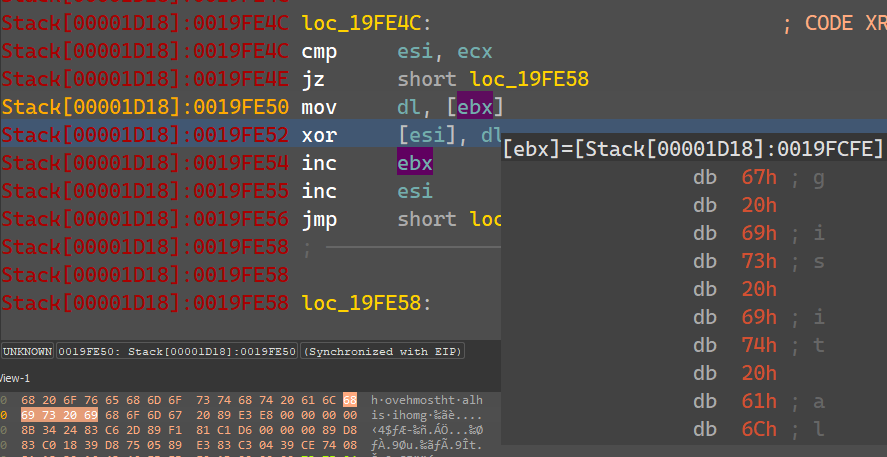 Stack[00001D18]:0019FE4C loc_19FE4C: ; CODE XR
Stack[00001D18]:0019FE4C cmp esi, ecx
Stack[00001D18]:0019FE4E jz short loc_19FE58
Stack[00001D18]:0019FE50 mov dl, [ebx]
Stack[00001D18]:0019FE52 xor [esi], dl
Stack[00001D18]:0019FE54 inc ebx
Stack[00001D18]:0019FE55 inc esi
Stack[00001D18]:0019FE56 jmp short loc
Stack[00001D18]:0019FE58 ;
Stack[00001D18]:0019FE58
Stack[00001D18]:0019FE58 loc_19FE58:
[ebx]=[Stack[00001D18]:0019FCFE]
db 67h ; g
db 20h
db 69h ; i
db 73h ; s
db 20h
db 69h ; i
db 74h ; t
db 20h
db 61h ; a
db 6Ch ; l
UNKNOWN 0019FE50: Stack[00001D18]:0019FE50 (Synchronized with EIP)
View-1
0 68 20 6F 76 65 68 6D 6F 73 74 68 74 20 61 6C 68 h·ovehmostht·alh
0 69 73 20 69 68 6F 6D 67 20 89 E3 E8 00 00 00 00 is·ihomg·‰ãè....
0 8B 34 24 83 C6 2D 89 F1 81 C1 D6 00 00 00 89 D8 ‹4$ƒÆ-‰ñ.ÁÖ...‰Ø
0 83 C0 18 39 D8 75 05 89 E3 83 C3 04 39 CE 74 08 ƒÀ.9Øu.‰ãƒÃ.9Ît.